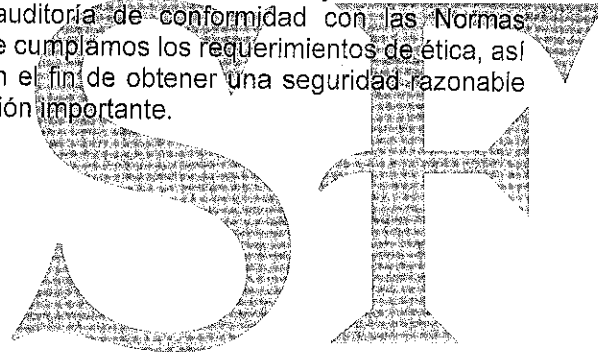 auditoría de conformidad con las Normas
e cumplamos los requerimientos de ética, así
n el fin de obtener una seguridad razonable
ión importante.
SF